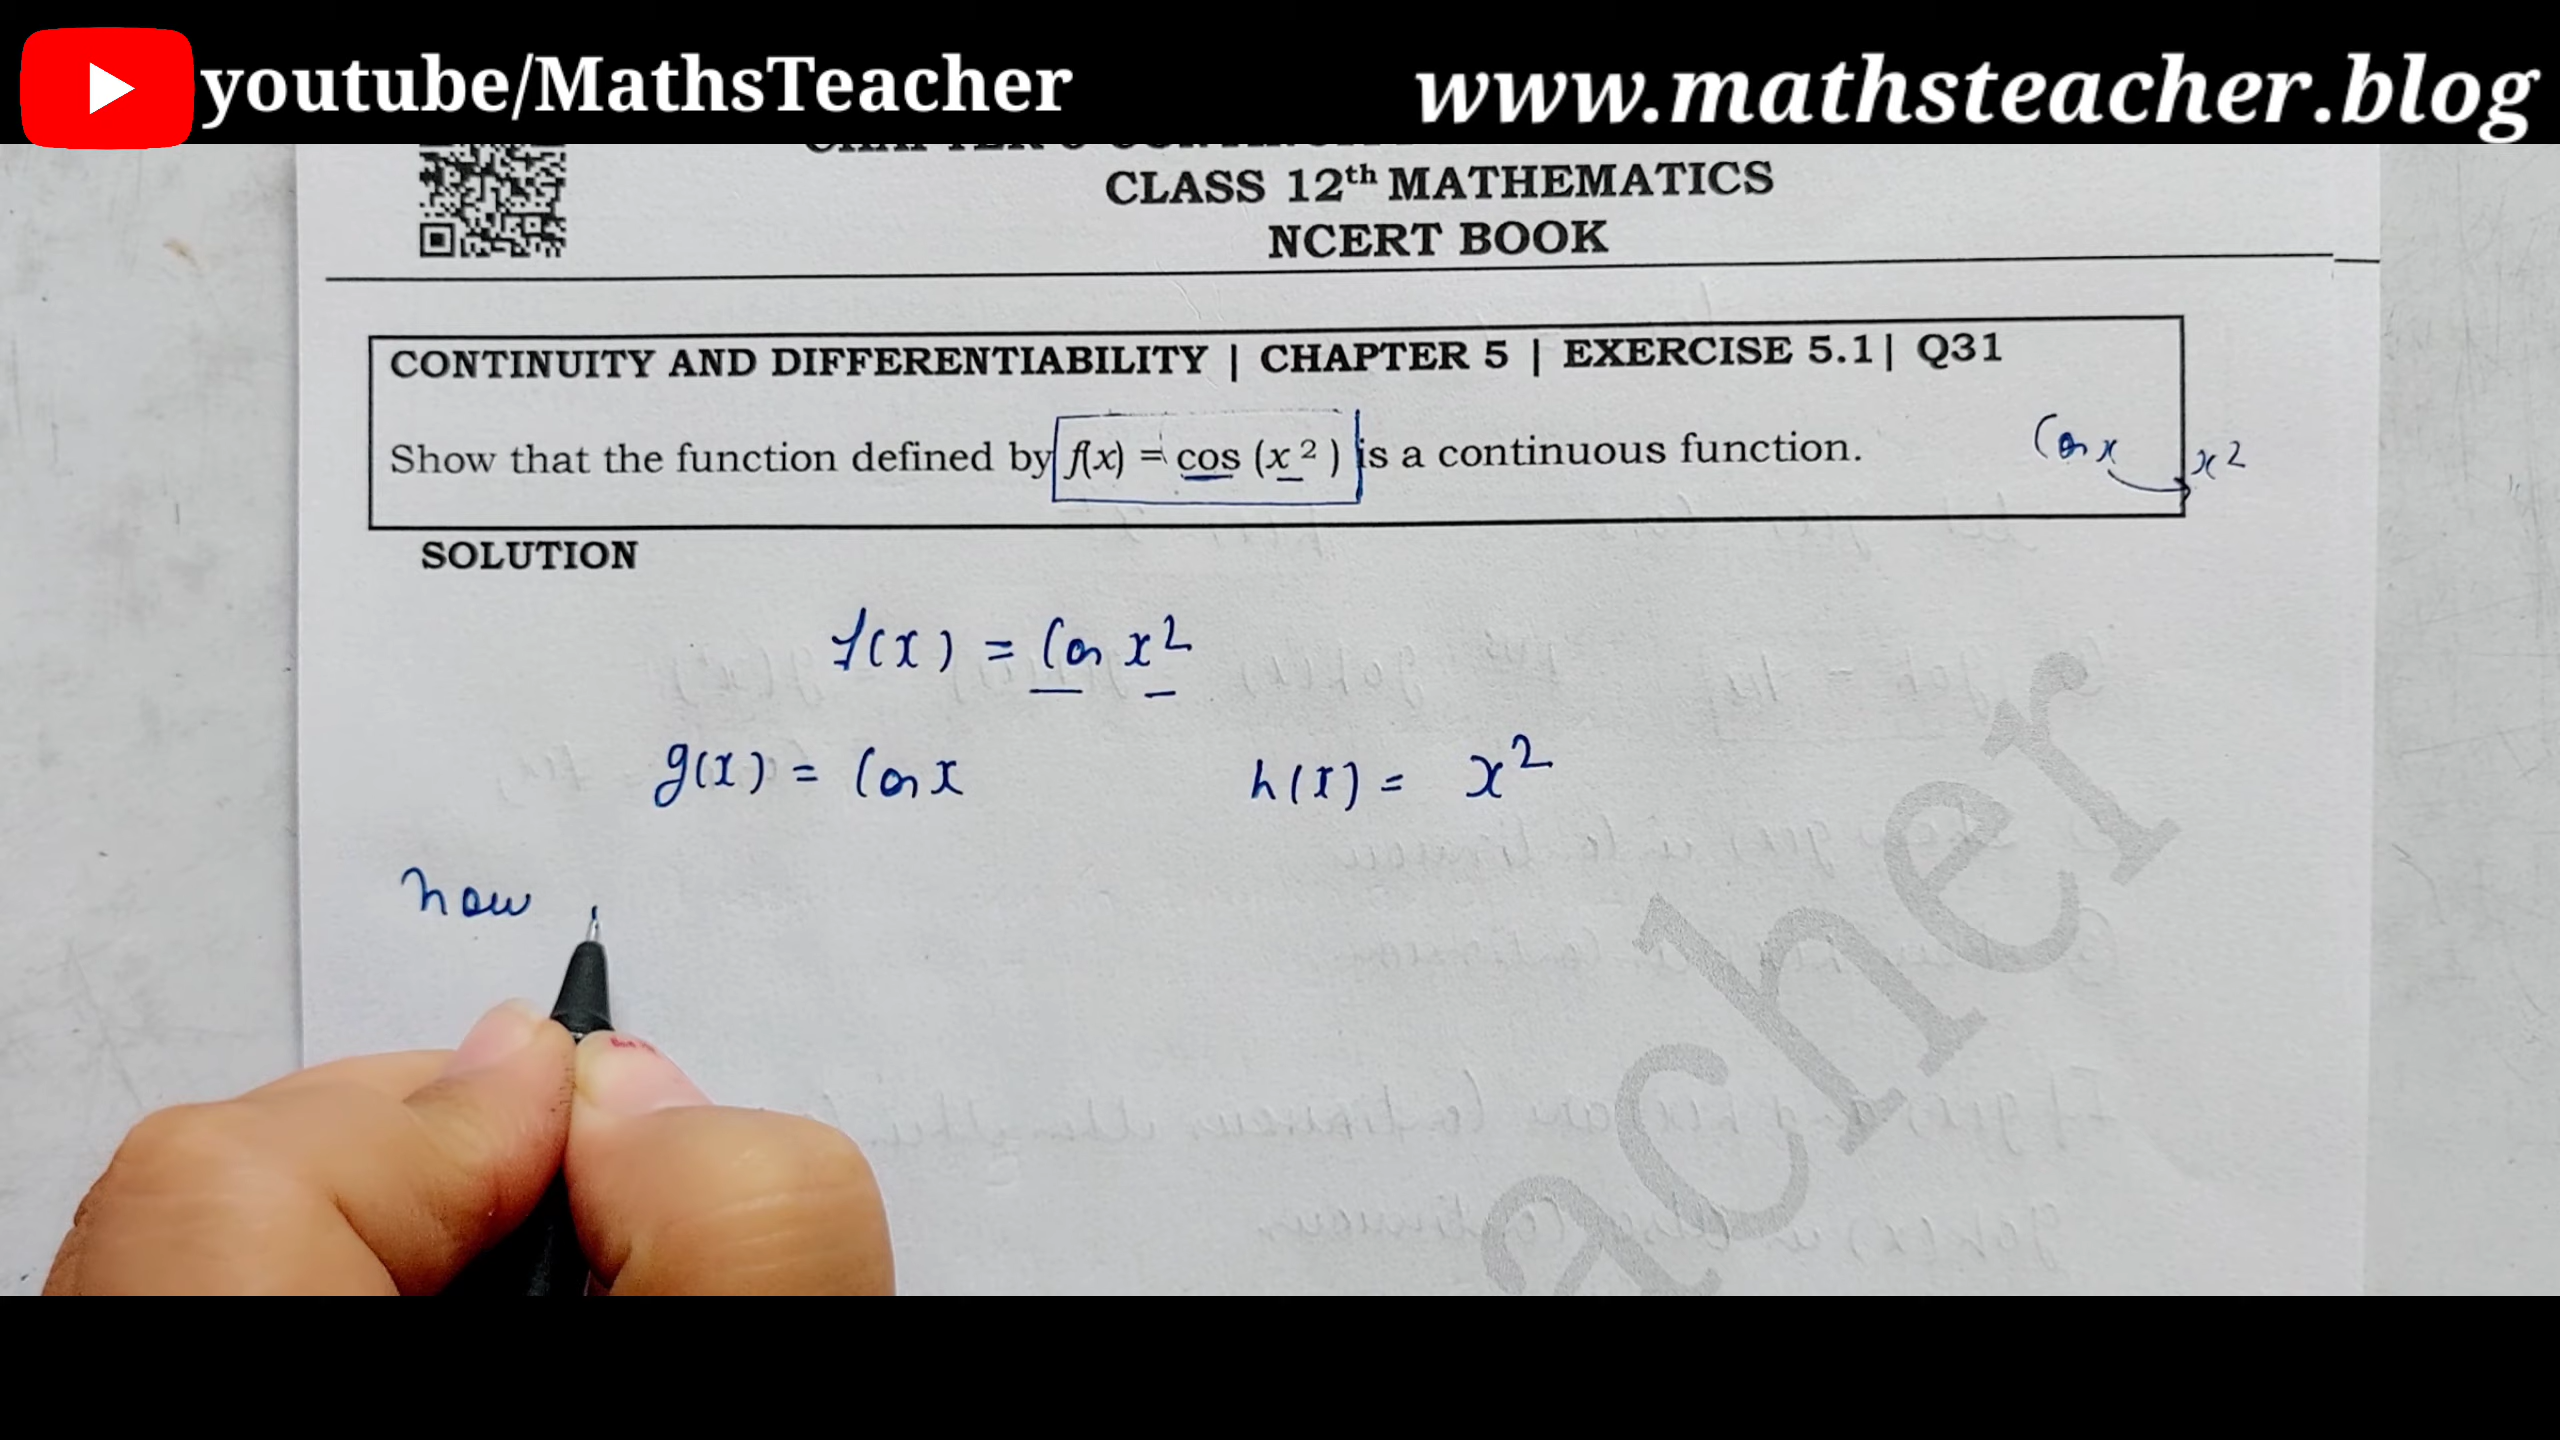 youtube/MathsTeacher
www.mathsteacher.blog
CLASS 12th MATHEMATICS
NCERT BOOK
CONTINUITY AND DIFFERENTIABILITY | CHAPTER 5 | EXERCISE 5.1| Q31
Show that the function defined by f(x) = cos (x²) is a continuous function.
Cos x x²
SOLUTION
f(x) = Cos x²
g(x) = Cos x h(x) = x²
now
acher